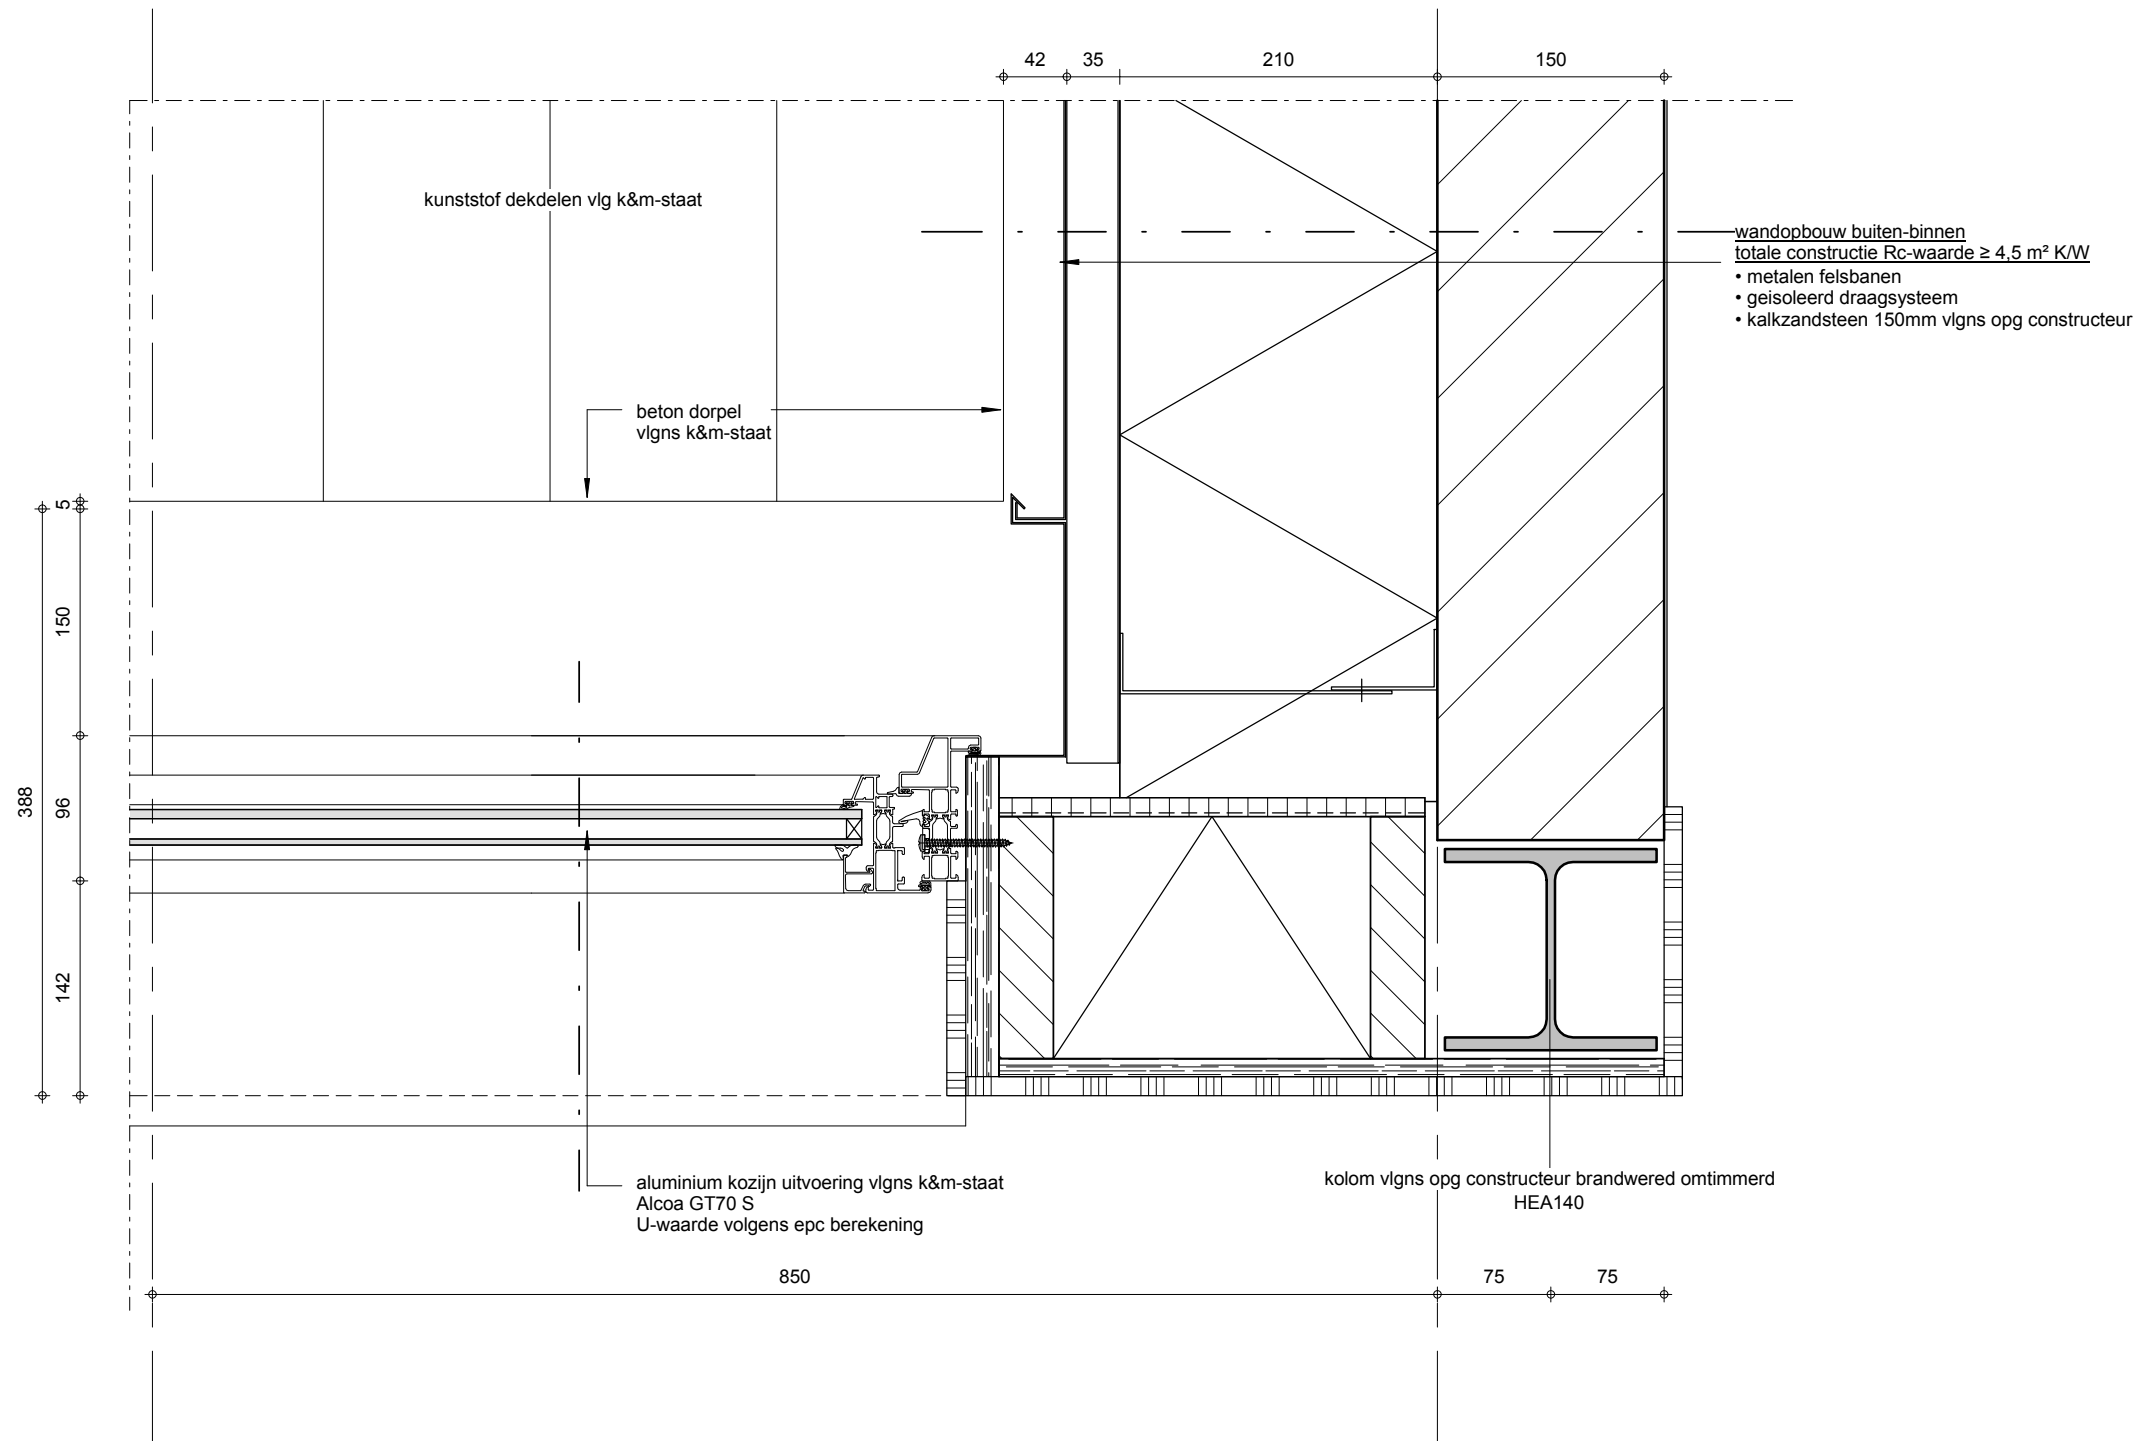 42 35 210 150
kunststof dekdelen vlg k&m-staat
wandopbouw buiten-binnen
totale constructie Rc-waarde ≥ 4,5 m² K/W
• metalen felsbanen
• geisoleerd draagsysteem
• kalkzandsteen 150mm vlgns opg constructeur
beton dorpel
vlgns k&m-staat
5
150
388
96
142
aluminium kozijn uitvoering vlgns k&m-staat
Alcoa GT70 S
U-waarde volgens epc berekening
kolom vlgns opg constructeur brandwered omtimmerd
HEA140
850 75 75